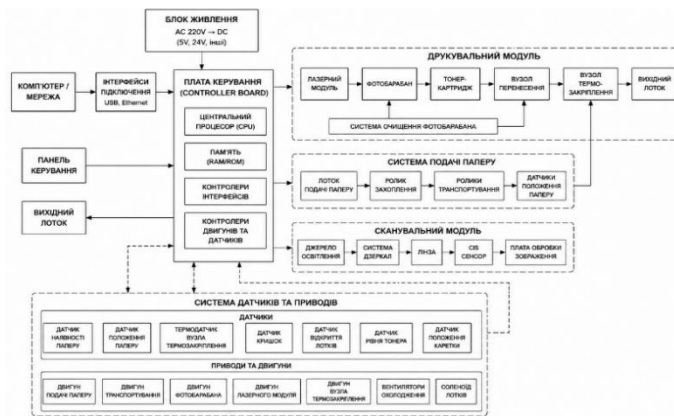 БЛОК ЖИВЛЕННЯ
AC 220V → DC
(5V, 24V, інші)
КОМП'ЮТЕР /
МЕРЕЖА
ІНТЕРФЕЙСИ
ПІДКЛЮЧЕННЯ
USB, Ethernet
ПАНЕЛЬ
КЕРУВАННЯ
ВИХІДНИЙ
ЛОТОК
ПЛАТА КЕРУВАННЯ
(CONTROLLER BOARD)
ЦЕНТРАЛЬНИЙ
ПРОЦЕСОР (CPU)
ПАМ'ЯТЬ
(RAM/ROM)
КОНТРОЛЕРИ
ІНТЕРФЕЙСІВ
КОНТРОЛЕРИ
ДВИГУНІВ ТА
ДАТЧИКІВ
ДРУКУВАЛЬНИЙ МОДУЛЬ
ЛАЗЕРНИЙ
МОДУЛЬ
ФОТОБАРАБАН
ТОНЕР-
КАРТРИДЖ
ВУЗОЛ
ПЕРЕНЕСЕННЯ
ВУЗОЛ
ТЕРМО-
ЗАКРІПЛЕННЯ
ВИХІДНИЙ
ЛОТОК
СИСТЕМА ОЧИЩЕННЯ ФОТОБАРАБАНА
СИСТЕМА ПОДАЧІ ПАПЕРУ
ЛОТОК
ПОДАЧІ ПАПЕРУ
РОЛИК
ЗАХОПЛЕННЯ
РОЛИКИ
ТРАНСПОРТУВАННЯ
ДАТЧИКИ
ПОЛОЖЕННЯ
ПАПЕРУ
СКАНУВАЛЬНИЙ МОДУЛЬ
ДЖЕРЕЛО
ОСВІТЛЕННЯ
СИСТЕМА
ДЗЕРКАЛ
ЛІНЗА
CIS
СЕНСОР
ПЛАТА ОБРОБКИ
ЗОБРАЖЕННЯ
СИСТЕМА ДАТЧИКІВ ТА ПРИВОДІВ
ДАТЧИКИ
ДАТЧИК
НАЯВНОСТІ
ПАПЕРУ
ДАТЧИК
ПОЛОЖЕННЯ
ПАПЕРУ
ТЕРМОДАТЧИК
ВУЗЛА
ТЕРМОЗАКРІПЛЕННЯ
ДАТЧИК
КРИШОК
ДАТЧИК
ВІДКРИТТЯ
ЛОТКІВ
ДАТЧИК
РІВНЯ ТОНЕРА
ДАТЧИК
ПОЛОЖЕННЯ
КАРЕТКИ
ПРИВОДИ ТА ДВИГУНИ
ДВИГУН
ПОДАЧІ ПАПЕРУ
ДВИГУН
ТРАНСПОРТУВАННЯ
ДВИГУН
ФОТОБАРАБАНА
ДВИГУН
ЛАЗЕРНОГО МОДУЛЯ
ДВИГУН
ВУЗЛА
ТЕРМОЗАКРІПЛЕННЯ
ВЕНТИЛЯТОРИ
ОХОЛОДЖЕННЯ
СОЛЕНОЇД
ЛОТКІВ